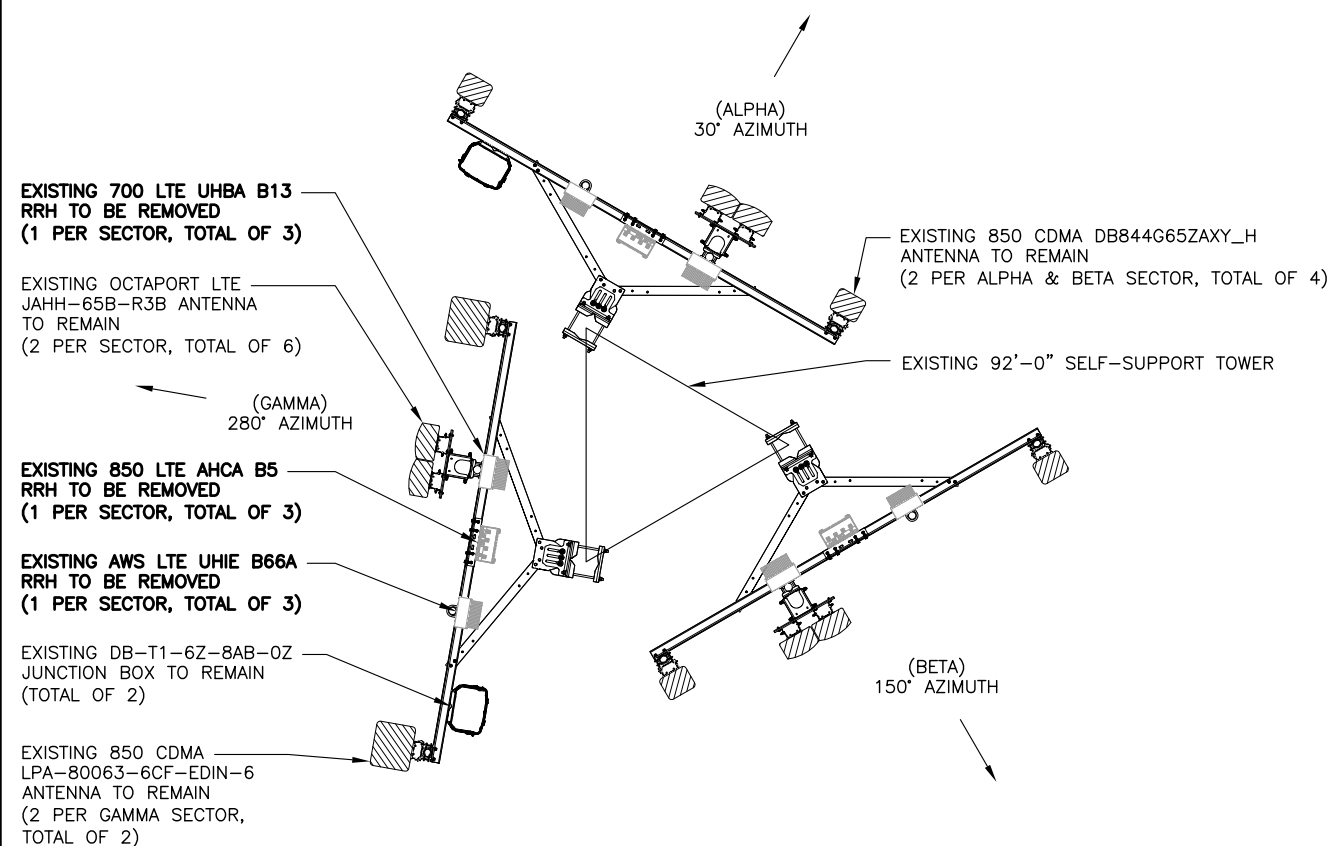 (ALPHA)
30° AZIMUTH
EXISTING 700 LTE UHBA B13
RRH TO BE REMOVED
(1 PER SECTOR, TOTAL OF 3)
EXISTING OCTAPORT LTE
JAHH-65B-R3B ANTENNA
TO REMAIN
(2 PER SECTOR, TOTAL OF 6)
EXISTING 850 CDMA DB844G65ZAXY_H
ANTENNA TO REMAIN
(2 PER ALPHA & BETA SECTOR, TOTAL OF 4)
EXISTING 92'-0" SELF-SUPPORT TOWER
(GAMMA)
280° AZIMUTH
EXISTING 850 LTE AHCA B5
RRH TO BE REMOVED
(1 PER SECTOR, TOTAL OF 3)
EXISTING AWS LTE UHIE B66A
RRH TO BE REMOVED
(1 PER SECTOR, TOTAL OF 3)
EXISTING DB-T1-6Z-8AB-0Z
JUNCTION BOX TO REMAIN
(TOTAL OF 2)
(BETA)
150° AZIMUTH
EXISTING 850 CDMA
LPA-80063-6CF-EDIN-6
ANTENNA TO REMAIN
(2 PER GAMMA SECTOR,
TOTAL OF 2)